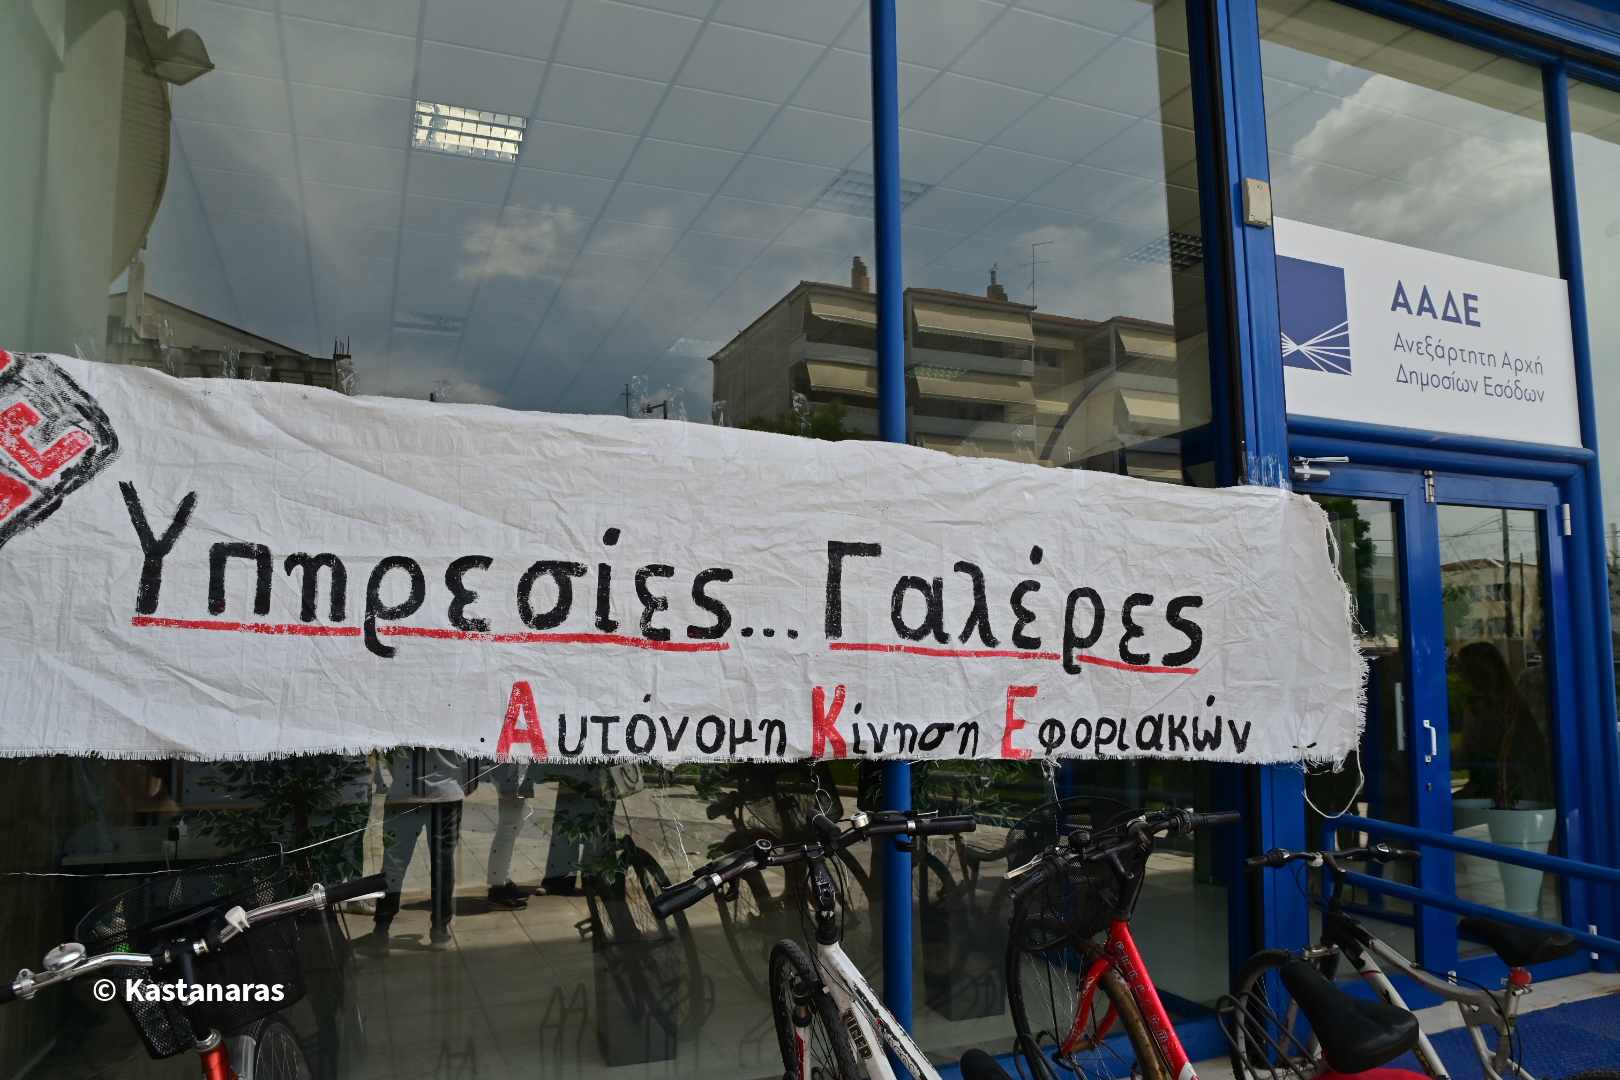 ΑΑΔΕ
Ανεξάρτητη Αρχή
Δημοσίων Εσόδων
Υπηρεσίες... Γαλέρες
Αυτόνομη Κίνηση Εφοριακών
© Kastanaras